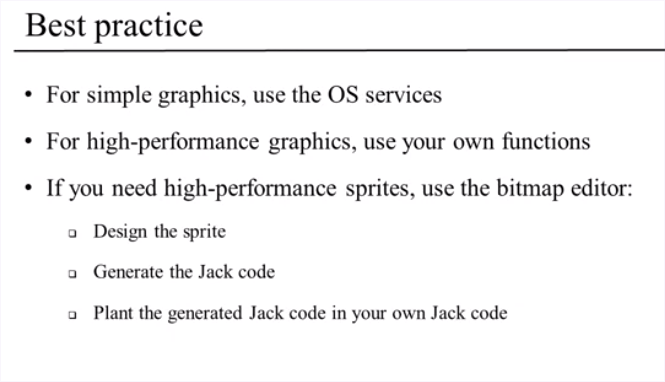 Best practice
• For simple graphics, use the OS services
• For high-performance graphics, use your own functions
• If you need high-performance sprites, use the bitmap editor:
❑ Design the sprite
❑ Generate the Jack code
❑ Plant the generated Jack code in your own Jack code